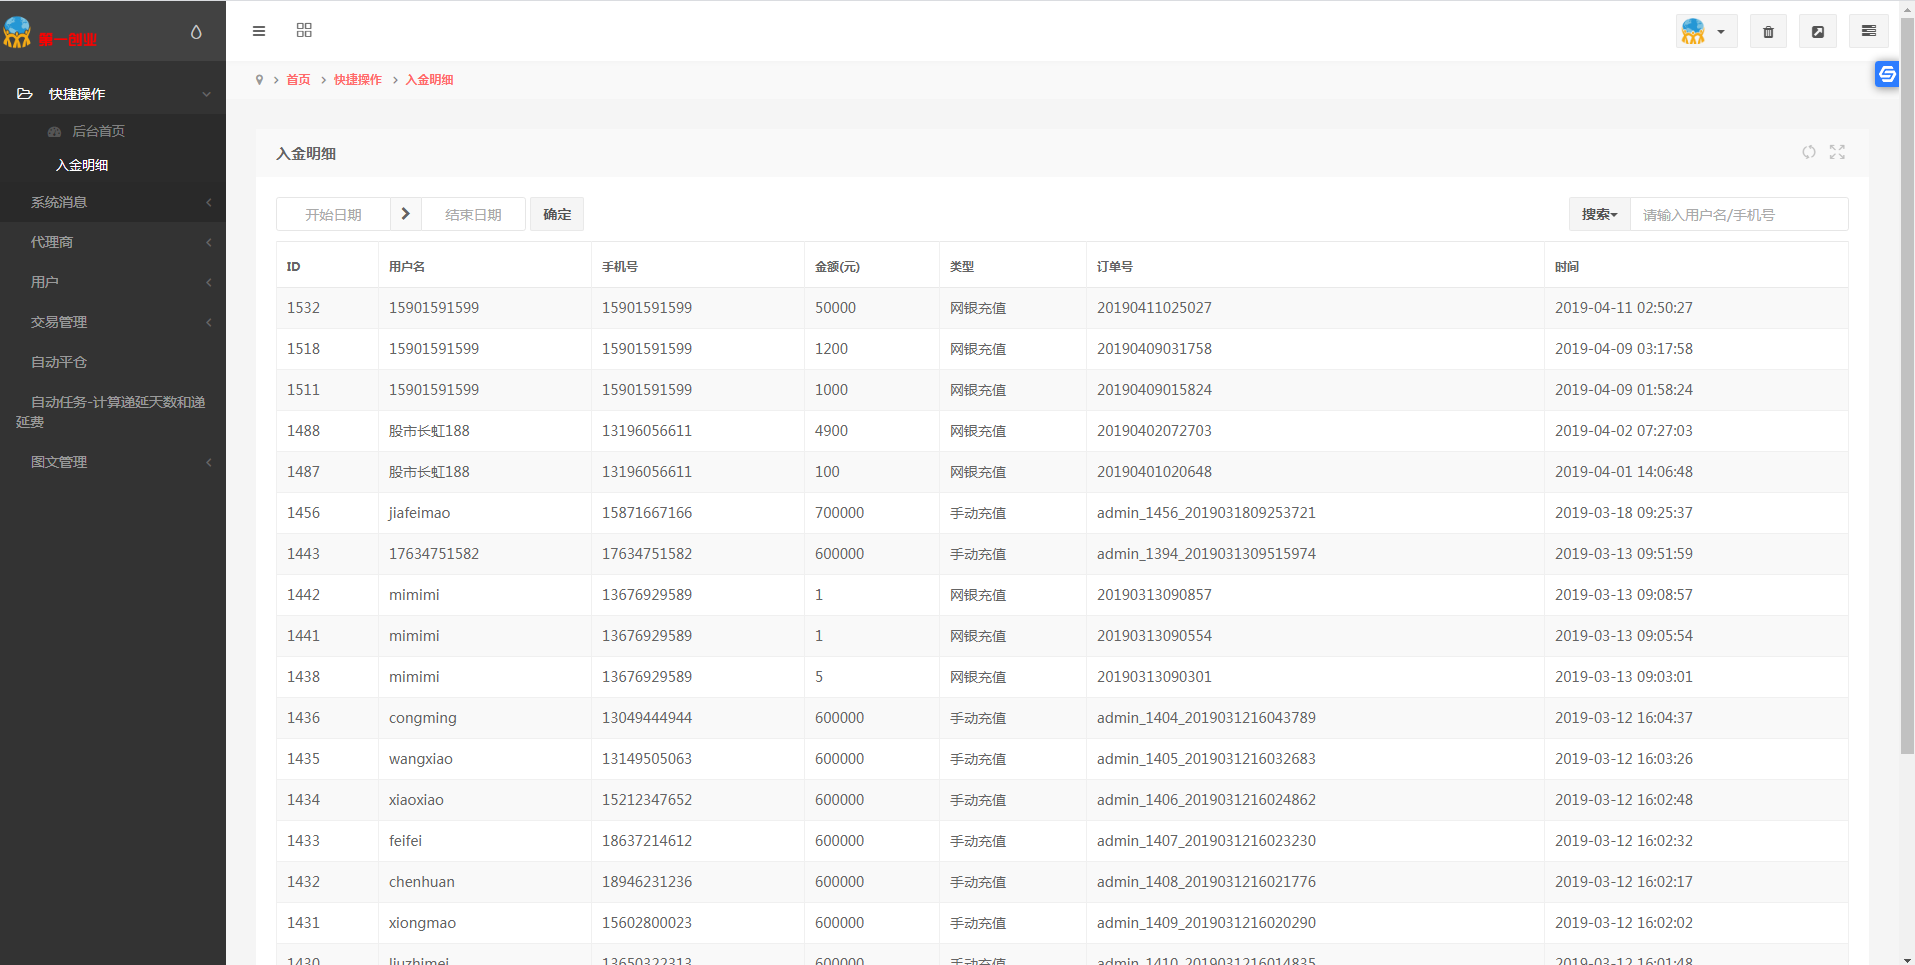 第一创业
快捷操作
后台首页
入金明细
系统消息
代理商
用户
交易管理
自动平仓
自动任务-计算递延天数和递
延费
图文管理
首页 快捷操作 入金明细
入金明细
开始日期 结束日期 确定 搜索 请输入用户名/手机号
ID 用户名 手机号 金额(元) 类型 订单号 时间
1532 15901591599 15901591599 50000 网银充值 20190411025027 2019-04-11 02:50:27
1518 15901591599 15901591599 1200 网银充值 20190409031758 2019-04-09 03:17:58
1511 15901591599 15901591599 1000 网银充值 20190409015824 2019-04-09 01:58:24
1488 股市长虹188 13196056611 4900 网银充值 20190402072703 2019-04-02 07:27:03
1487 股市长虹188 13196056611 100 网银充值 20190401020648 2019-04-01 14:06:48
1456 jiafeimao 15871667166 700000 手动充值 admin_1456_2019031809253721 2019-03-18 09:25:37
1443 17634751582 17634751582 600000 手动充值 admin_1394_2019031309515974 2019-03-13 09:51:59
1442 mimimi 13676929589 1 网银充值 20190313090857 2019-03-13 09:08:57
1441 mimimi 13676929589 1 网银充值 20190313090554 2019-03-13 09:05:54
1438 mimimi 13676929589 5 网银充值 20190313090301 2019-03-13 09:03:01
1436 congming 13049444944 600000 手动充值 admin_1404_2019031216043789 2019-03-12 16:04:37
1435 wangxiao 13149505063 600000 手动充值 admin_1405_2019031216032683 2019-03-12 16:03:26
1434 xiaoxiao 15212347652 600000 手动充值 admin_1406_2019031216024862 2019-03-12 16:02:48
1433 feifei 18637214612 600000 手动充值 admin_1407_2019031216023230 2019-03-12 16:02:32
1432 chenhuan 18946231236 600000 手动充值 admin_1408_2019031216021776 2019-03-12 16:02:17
1431 xiongmao 15602800023 600000 手动充值 admin_1409_2019031216020290 2019-03-12 16:02:02
1430 liuzhimei 13650322313 600000 手动充值 admin_1410_2019031216014835 2019-03-12 16:01:48